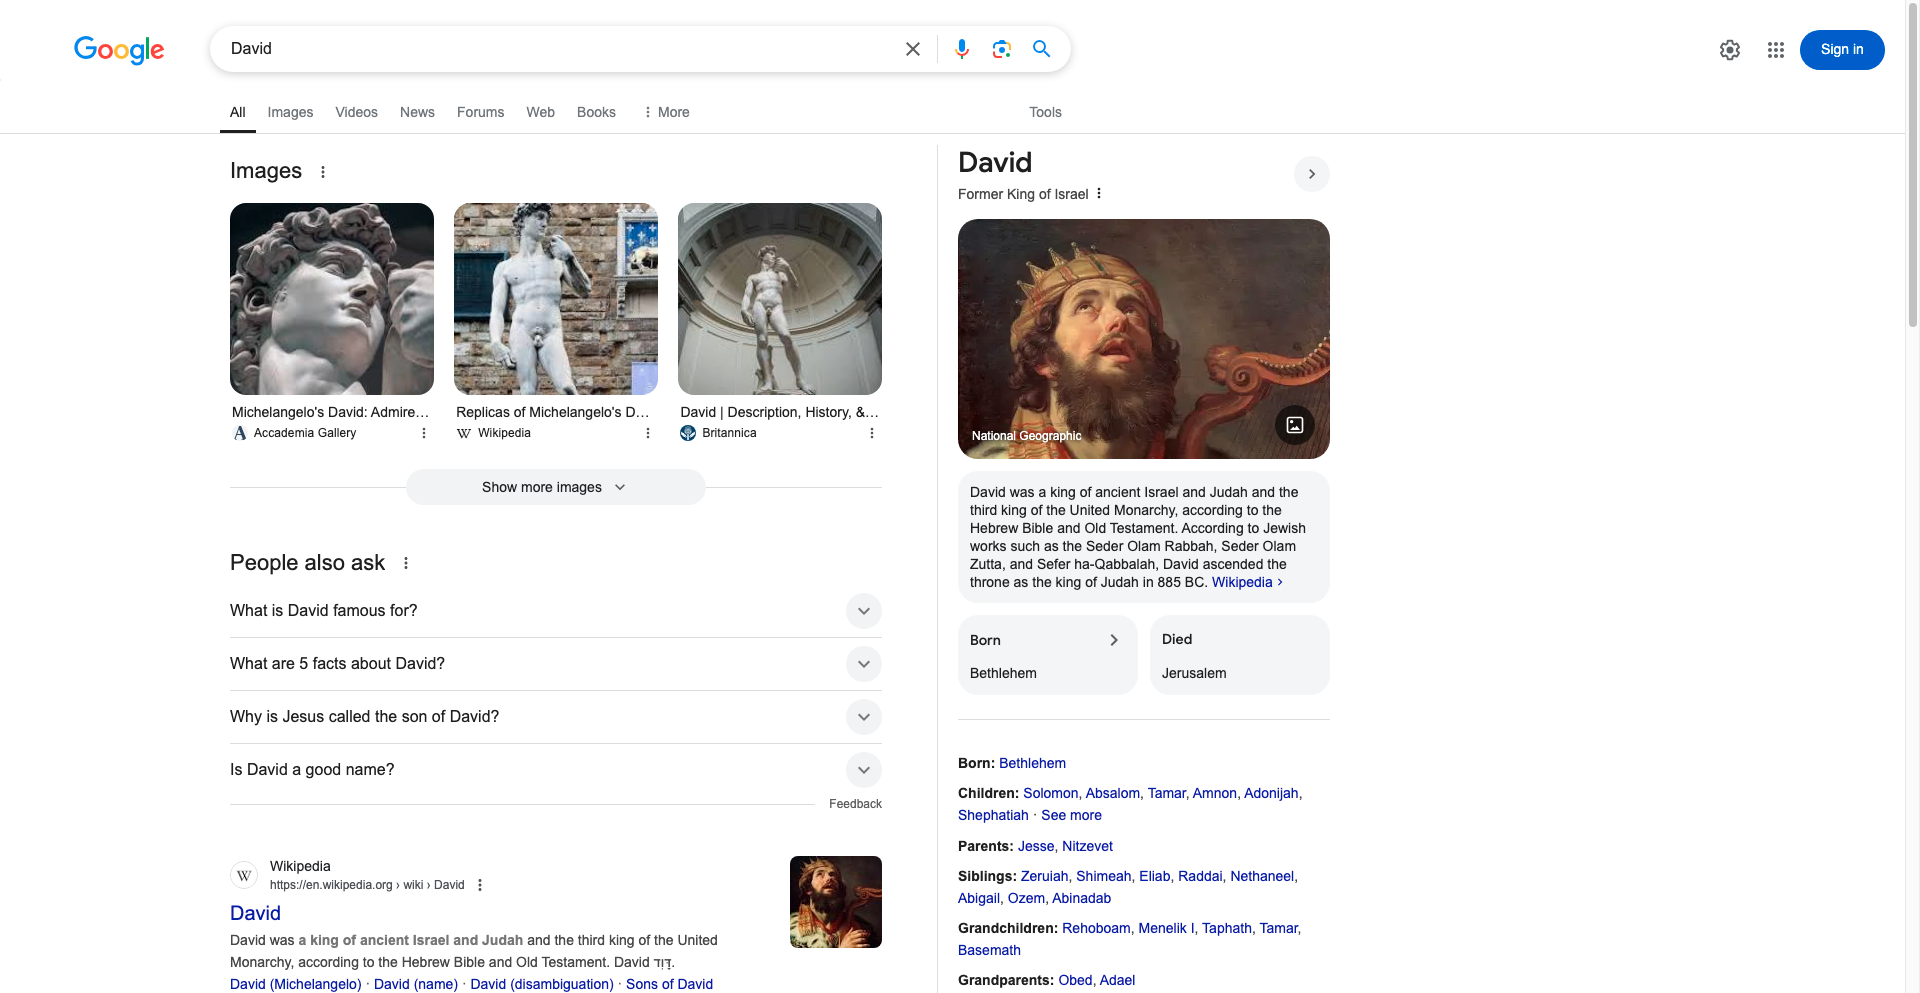 Google
David
Sign in
All
Images
Videos
News
Forums
Web
Books
More
Tools
Images
Michelangelo's David: Admire...
Accademia Gallery
Replicas of Michelangelo's D...
Wikipedia
David | Description, History, &...
Britannica
Show more images
People also ask
What is David famous for?
What are 5 facts about David?
Why is Jesus called the son of David?
Is David a good name?
Feedback
W
Wikipedia
https://en.wikipedia.org › wiki › David
David
David was a king of ancient Israel and Judah and the third king of the United
Monarchy, according to the Hebrew Bible and Old Testament. David דָּוִד.
David (Michelangelo) · David (name) · David (disambiguation) · Sons of David
David
Former King of Israel
National Geographic
David was a king of ancient Israel and Judah and the
third king of the United Monarchy, according to the
Hebrew Bible and Old Testament. According to Jewish
works such as the Seder Olam Rabbah, Seder Olam
Zutta, and Sefer ha-Qabbalah, David ascended the
throne as the king of Judah in 885 BC. Wikipedia ›
Born
Bethlehem
Died
Jerusalem
Born: Bethlehem
Children: Solomon, Absalom, Tamar, Amnon, Adonijah,
Shephatiah · See more
Parents: Jesse, Nitzevet
Siblings: Zeruiah, Shimeah, Eliab, Raddai, Nethaneel,
Abigail, Ozem, Abinadab
Grandchildren: Rehoboam, Menelik I, Taphath, Tamar,
Basemath
Grandparents: Obed, Adael